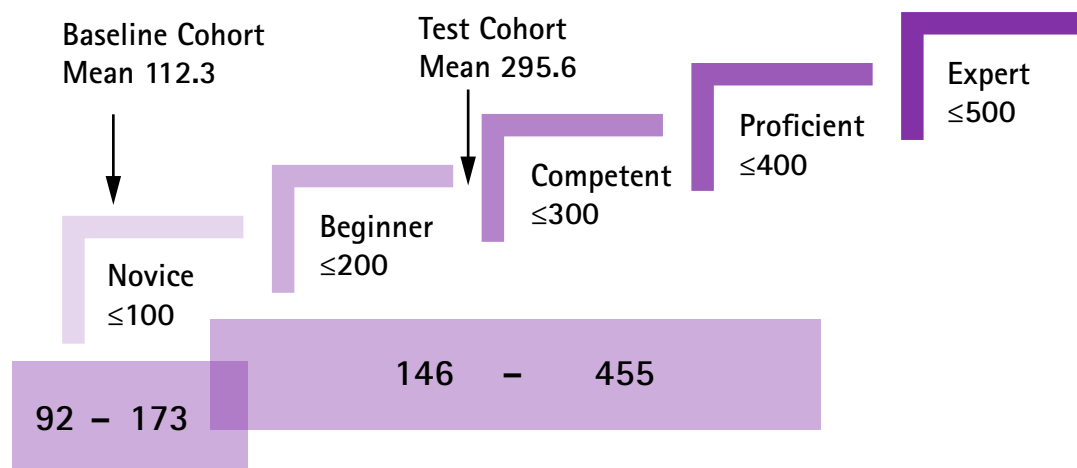 Baseline Cohort
Mean 112.3
Test Cohort
Mean 295.6
Expert
≤500
Proficient
≤400
Competent
≤300
Beginner
≤200
Novice
≤100
146 – 455
92 – 173